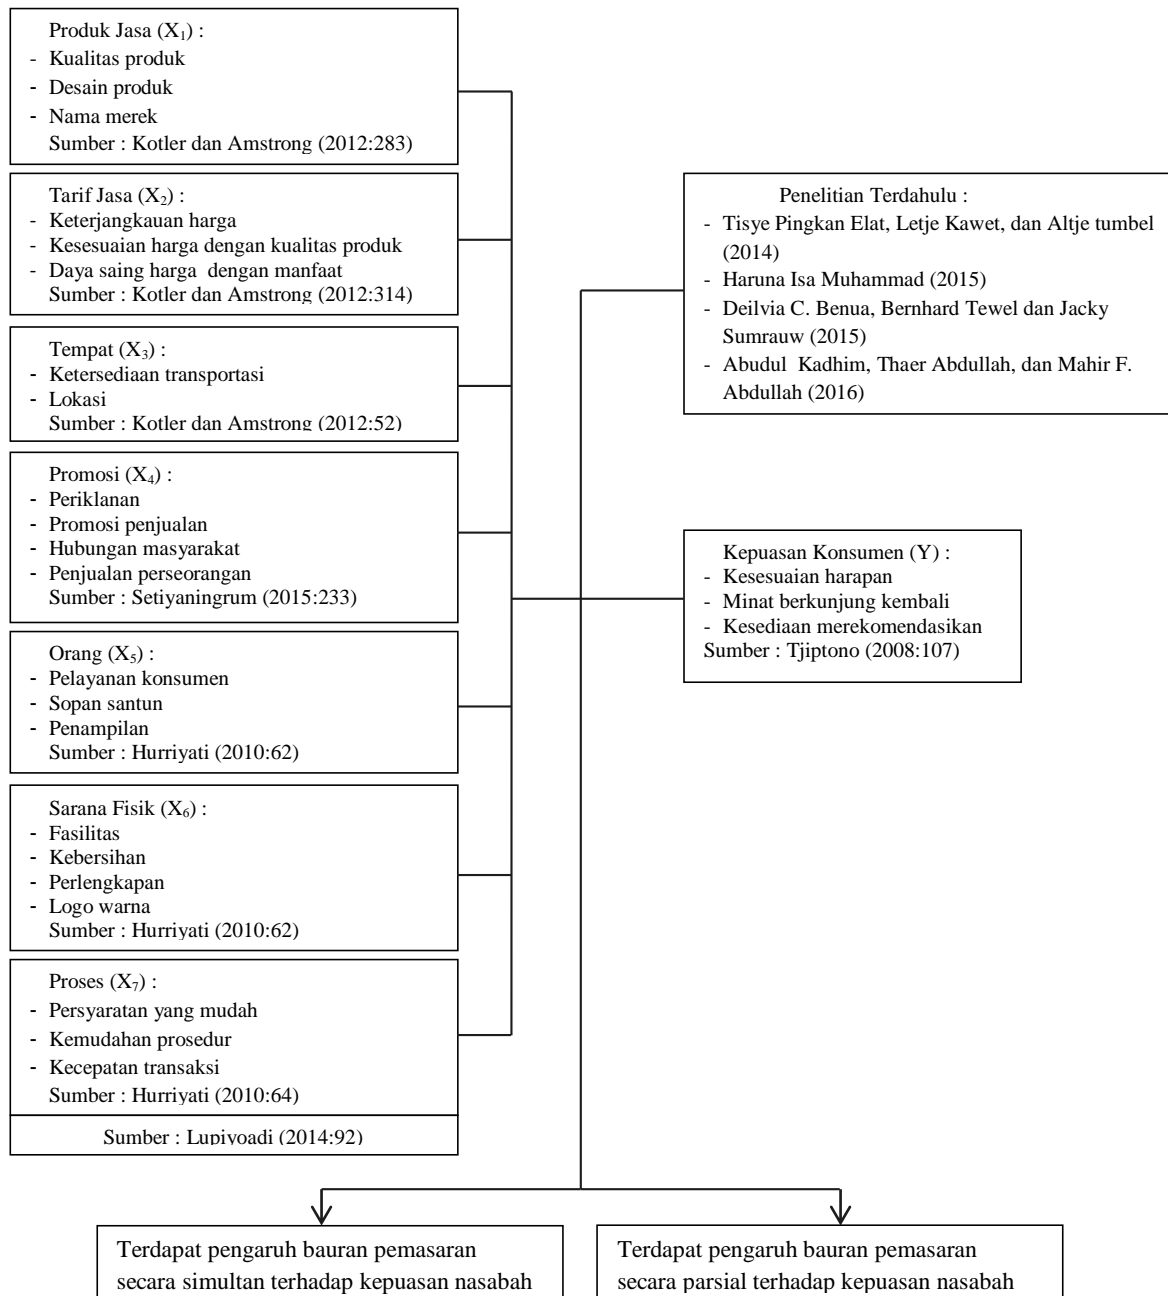 Produk Jasa (X₁) :
- Kualitas produk
- Desain produk
- Nama merek
Sumber : Kotler dan Amstrong (2012:283)
Tarif Jasa (X₂) :
- Keterjangkauan harga
- Kesesuaian harga dengan kualitas produk
- Daya saing harga dengan manfaat
Sumber : Kotler dan Amstrong (2012:314)
Tempat (X₃) :
- Ketersediaan transportasi
- Lokasi
Sumber : Kotler dan Amstrong (2012:52)
Promosi (X₄) :
- Periklanan
- Promosi penjualan
- Hubungan masyarakat
- Penjualan perseorangan
Sumber : Setiyaningrum (2015:233)
Orang (X₅) :
- Pelayanan konsumen
- Sopan santun
- Penampilan
Sumber : Hurriyati (2010:62)
Sarana Fisik (X₆) :
- Fasilitas
- Kebersihan
- Perlengkapan
- Logo warna
Sumber : Hurriyati (2010:62)
Proses (X₇) :
- Persyaratan yang mudah
- Kemudahan prosedur
- Kecepatan transaksi
Sumber : Hurriyati (2010:64)
Sumber : Lupiyoadi (2014:92)
Penelitian Terdahulu :
- Tisye Pingkan Elat, Letje Kawet, dan Altje tumbel
(2014)
- Haruna Isa Muhammad (2015)
- Deilvia C. Benua, Bernhard Tewel dan Jacky
Sumrauw (2015)
- Abudul Kadhim, Thaer Abdullah, dan Mahir F.
Abdullah (2016)
Kepuasan Konsumen (Y) :
- Kesesuaian harapan
- Minat berkunjung kembali
- Kesediaan merekomendasikan
Sumber : Tjiptono (2008:107)
Terdapat pengaruh bauran pemasaran
secara simultan terhadap kepuasan nasabah
Terdapat pengaruh bauran pemasaran
secara parsial terhadap kepuasan nasabah